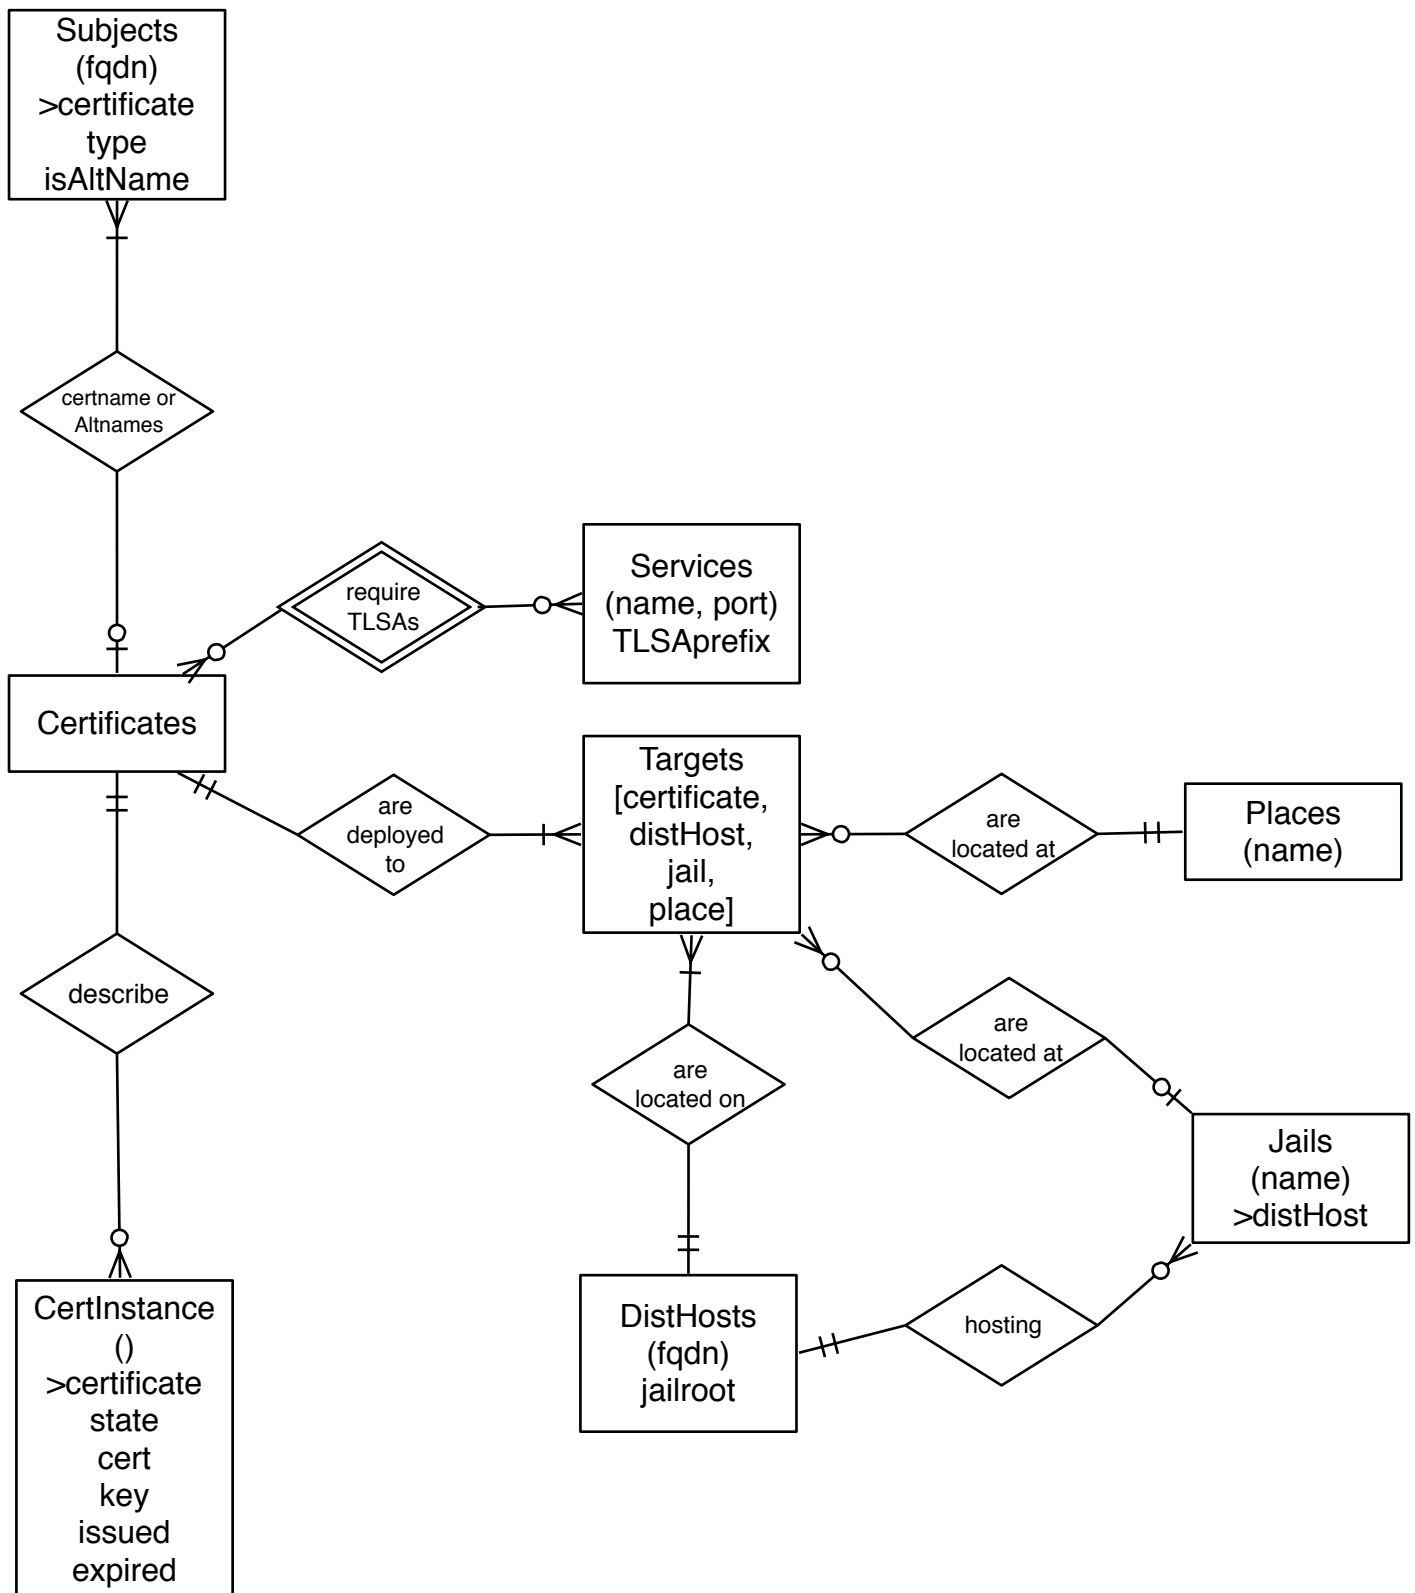 Subjects
(fqdn)
>certificate
type
isAltName
certname or
Altnames
require
TLSAs
Services
(name, port)
TLSAprefix
Certificates
are
deployed
to
Targets
[certificate,
distHost,
jail,
place]
are
located at
Places
(name)
describe
are
located on
are
located at
Jails
(name)
>distHost
CertInstance
()
>certificate
state
cert
key
issued
expired
DistHosts
(fqdn)
jailroot
hosting